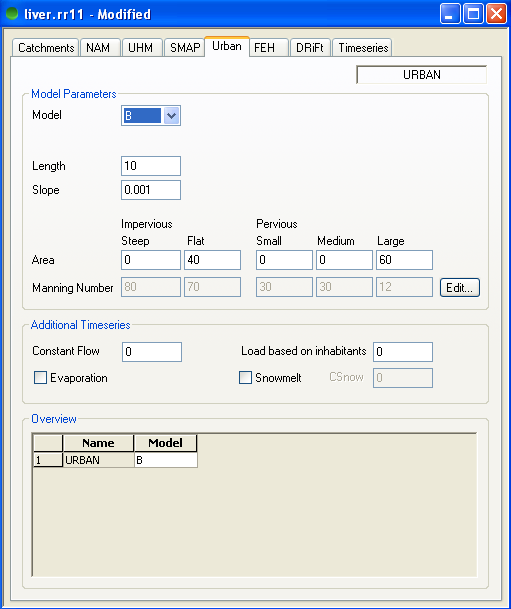 liver.rr11 - Modified
Catchments NAM UHM SMAP Urban FEH DRiFt Timeseries
URBAN
Model Parameters
Model B
Length 10
Slope 0.001
Impervious Pervious
Steep Flat Small Medium Large
Area 0 40 0 0 60
Manning Number 80 70 30 30 12 Edit...
Additional Timeseries
Constant Flow 0 Load based on inhabitants 0
Evaporation Snowmelt CSnow 0
Overview
Name Model
1 URBAN B